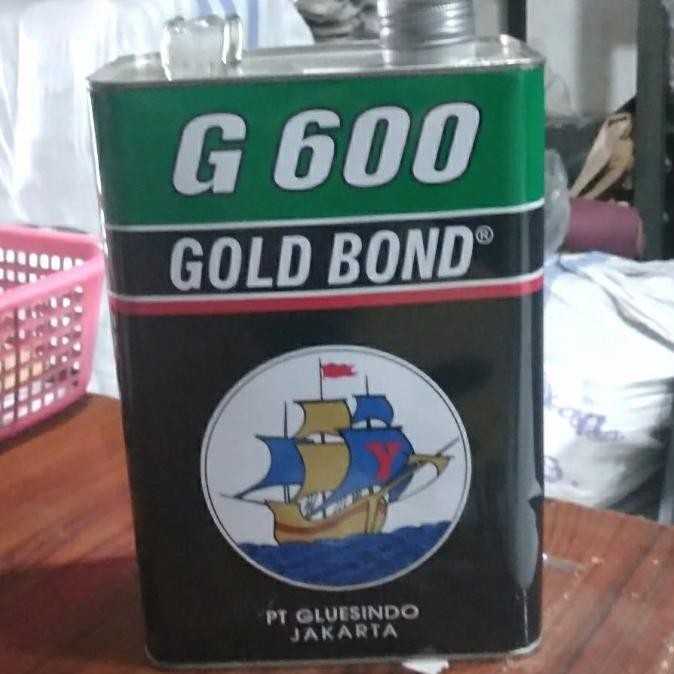 G 600
GOLD BOND®
Y
PT GLUESINDO
JAKARTA